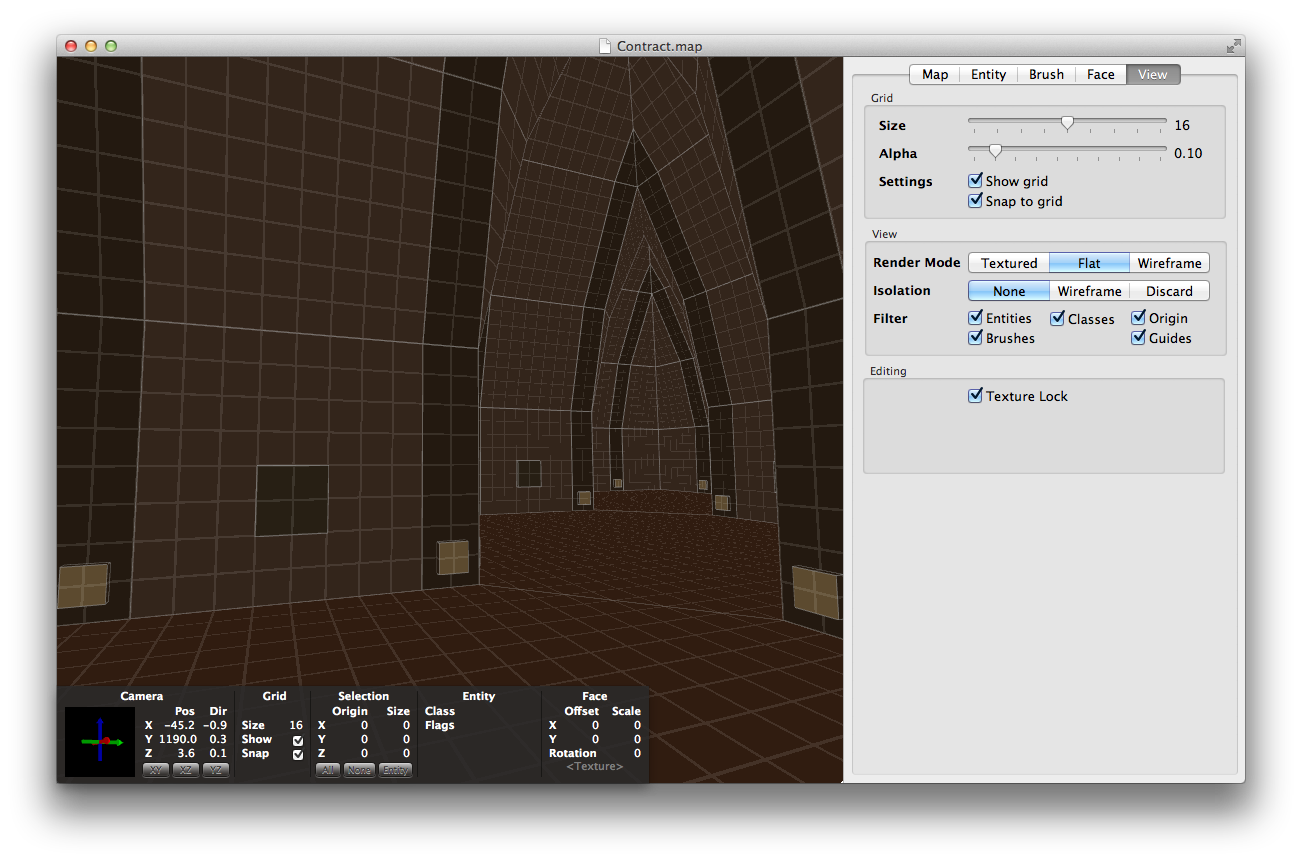 Contract.map
Map Entity Brush Face View
Grid
Size 16
Alpha 0.10
Settings Show grid
Snap to grid
View
Render Mode Textured Flat Wireframe
Isolation None Wireframe Discard
Filter Entities Classes Origin
Brushes Guides
Editing
Texture Lock
Camera Grid Selection Entity Face
Pos Dir Origin Size Class Offset Scale
X -45.2 -0.9 Size 16 X 0 0 Flags X 0 0
Y 1190.0 0.3 Show Y 0 0 Y 0 0
Z 3.6 0.1 Snap Z 0 0 Rotation 0
XY XZ YZ All None Entity <Texture>